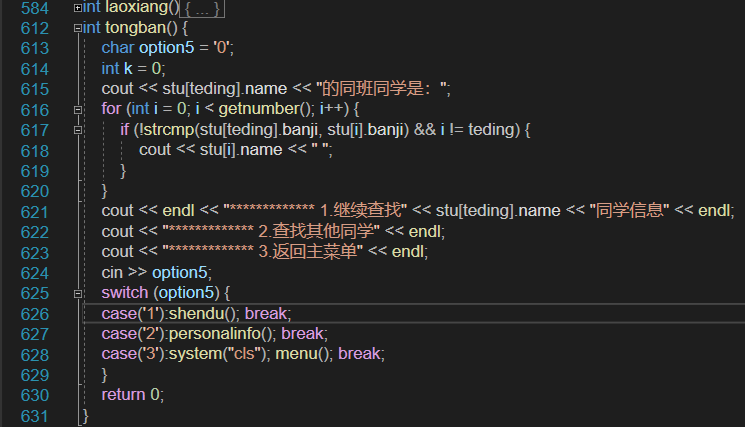 584 int laoxiang() { ... }
612 int tongban() {
613 char option5 = '0';
614 int k = 0;
615 cout << stu[teding].name << "的同班同学是：";
616 for (int i = 0; i < getnumber(); i++) {
617 if (!strcmp(stu[teding].banji, stu[i].banji) && i != teding) {
618 cout << stu[i].name << " ";
619 }
620 }
621 cout << endl << "************* 1.继续查找" << stu[teding].name << "同学信息" << endl;
622 cout << "************* 2.查找其他同学" << endl;
623 cout << "************* 3.返回主菜单" << endl;
624 cin >> option5;
625 switch (option5) {
626 case('1'):shendu(); break;
627 case('2'):personalinfo(); break;
628 case('3'):system("cls"); menu(); break;
629 }
630 return 0;
631 }